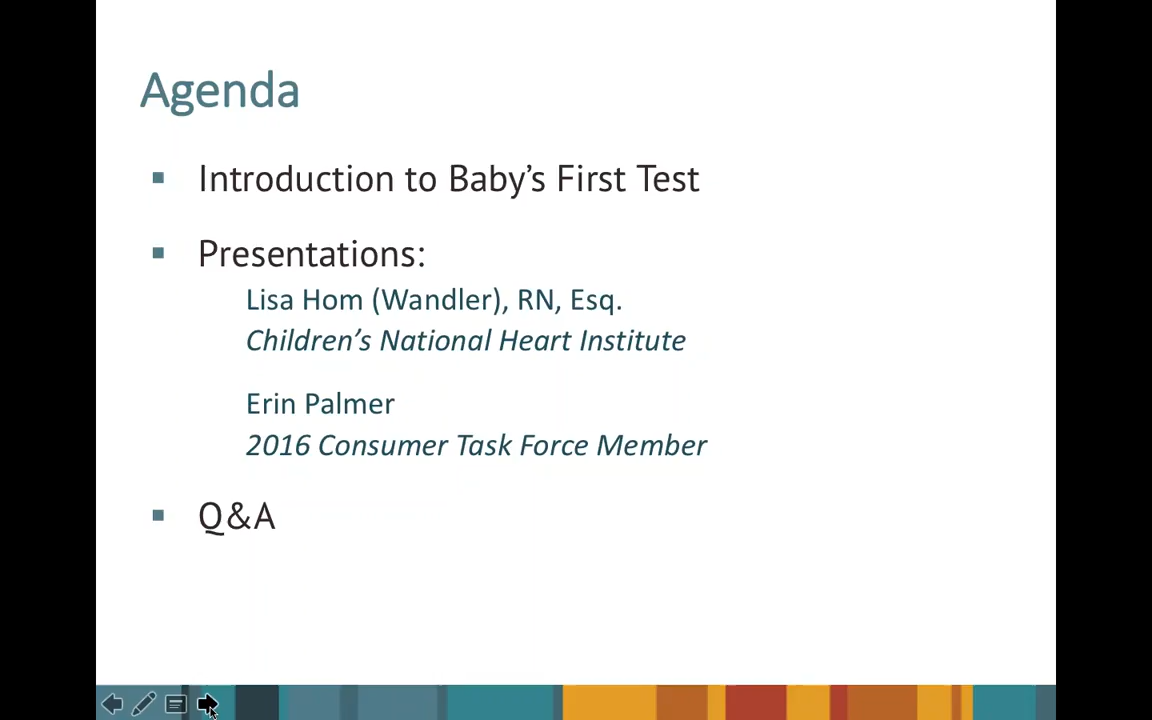 Agenda
Introduction to Baby’s First Test
Presentations:
Lisa Hom (Wandler), RN, Esq.
Children’s National Heart Institute
Erin Palmer
2016 Consumer Task Force Member
Q&A